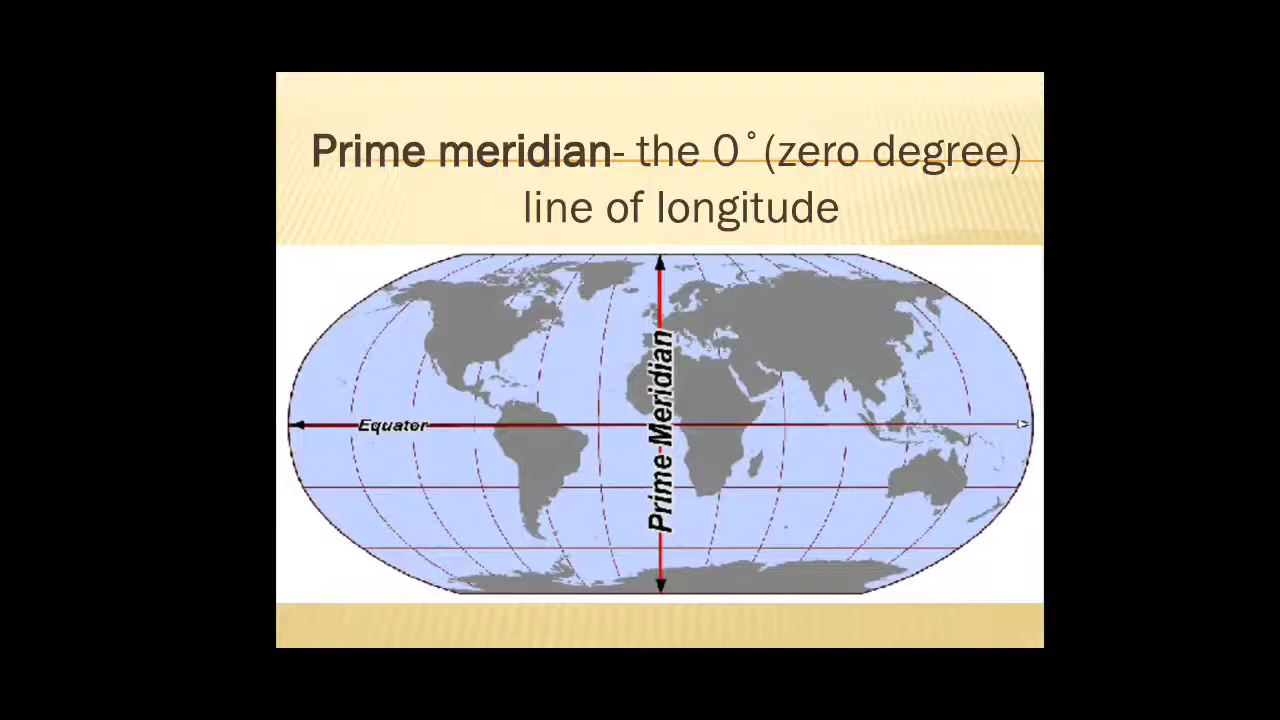 Prime meridian- the 0˚(zero degree)
line of longitude
Prime Meridian
Equator